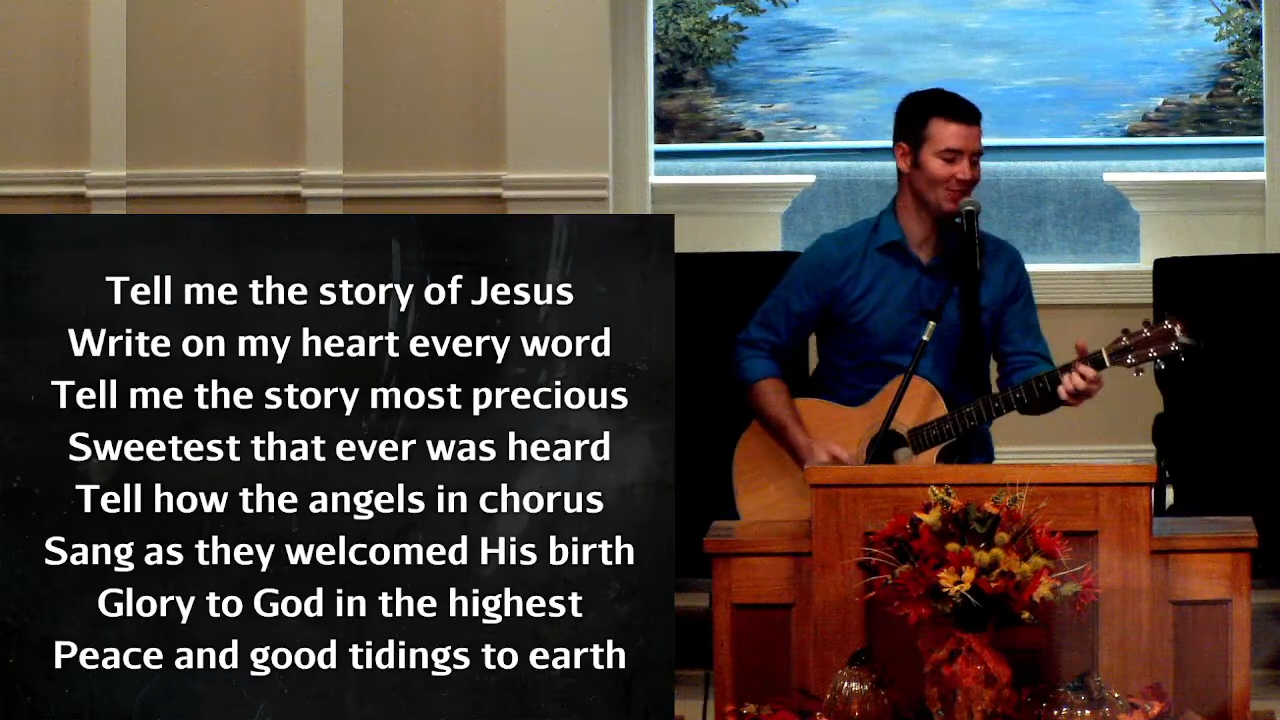 Tell me the story of Jesus
Write on my heart every word
Tell me the story most precious
Sweetest that ever was heard
Tell how the angels in chorus
Sang as they welcomed His birth
Glory to God in the highest
Peace and good tidings to earth